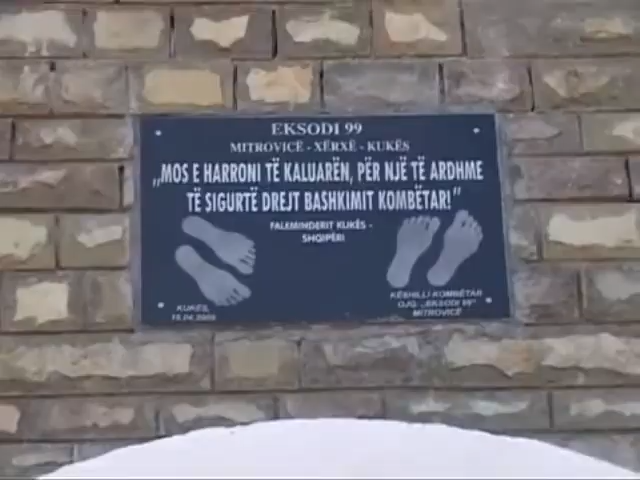 EKSODI 99
MITROVICË - XËRXË - KUKËS
„MOS E HARRONI TË KALUARËN, PËR NJË TË ARDHME
TË SIGURTË DREJT BASHKIMIT KOMBËTAR!”
FALEMINDERIT KUKËS -
SHQIPËRI
KUKËS,
KËSHILLI KOMBËTAR
OJQ. „EKSODI 99”
MITROVICË